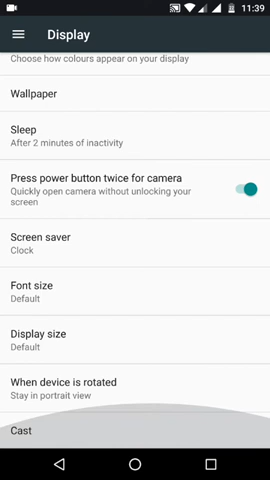 11:39
Display
Choose how colours appear on your display
Wallpaper
Sleep
After 2 minutes of inactivity
Press power button twice for camera
Quickly open camera without unlocking your
screen
Screen saver
Clock
Font size
Default
Display size
Default
When device is rotated
Stay in portrait view
Cast